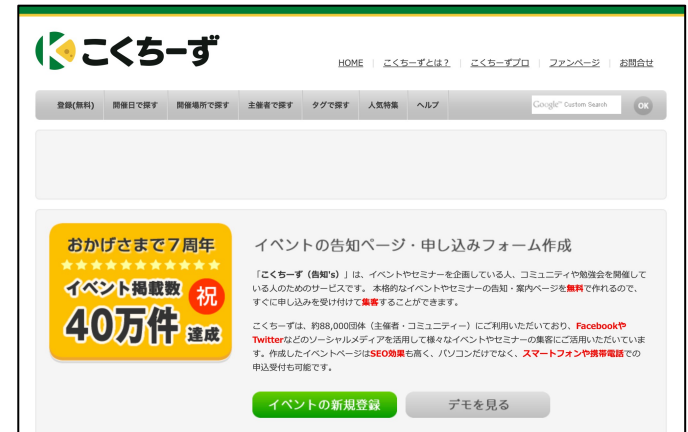 こくちーず
HOME こくちーずとは? こくちーずプロ ファンページ お問合せ
登録(無料) 開催日で探す 開催場所で探す 主催者で探す タグで探す 人気特集 ヘルプ Google™ Custom Search OK
おかげさまで7周年
イベント掲載数 祝
40万件 達成
イベントの告知ページ・申し込みフォーム作成
「こくちーず（告知's）」は、イベントやセミナーを企画している人、コミュニティや勉強会を開催して
いる人のためのサービスです。 本格的なイベントやセミナーの告知・案内ページを無料で作れるので、
すぐに申し込みを受け付けて集客することができます。
こくちーずは、約88,000団体（主催者・コミュニティー）にご利用いただいており、Facebookや
Twitterなどのソーシャルメディアを活用して様々なイベントやセミナーの集客にご活用いただいていま
す。作成したイベントページはSEO効果も高く、パソコンだけでなく、スマートフォンや携帯電話での
申込受付も可能です。
イベントの新規登録 デモを見る